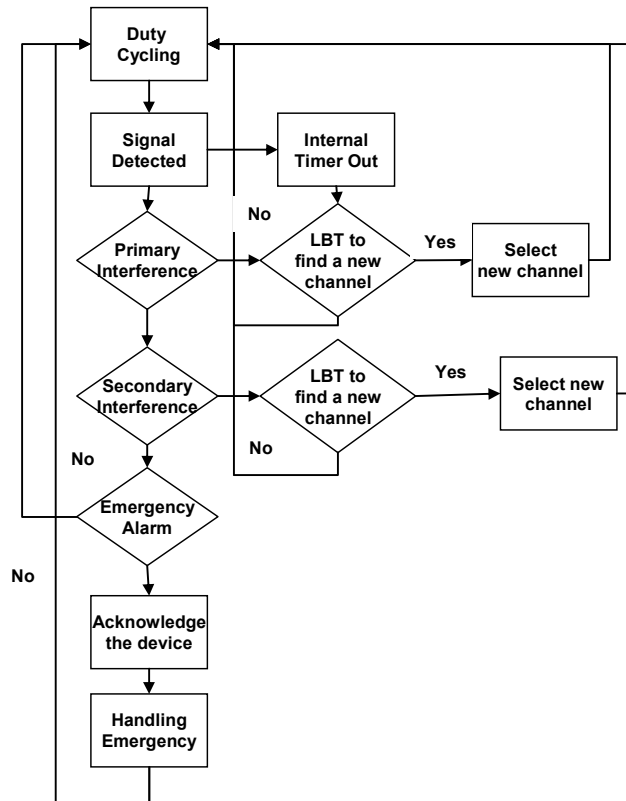 Duty
Cycling
Signal
Detected
Internal
Timer Out
No
Primary
Interference
LBT to
find a new
channel
Yes
Select
new channel
Secondary
Interference
LBT to
find a new
channel
Yes
Select new
channel
No
No
Emergency
Alarm
No
Acknowledge
the device
Handling
Emergency